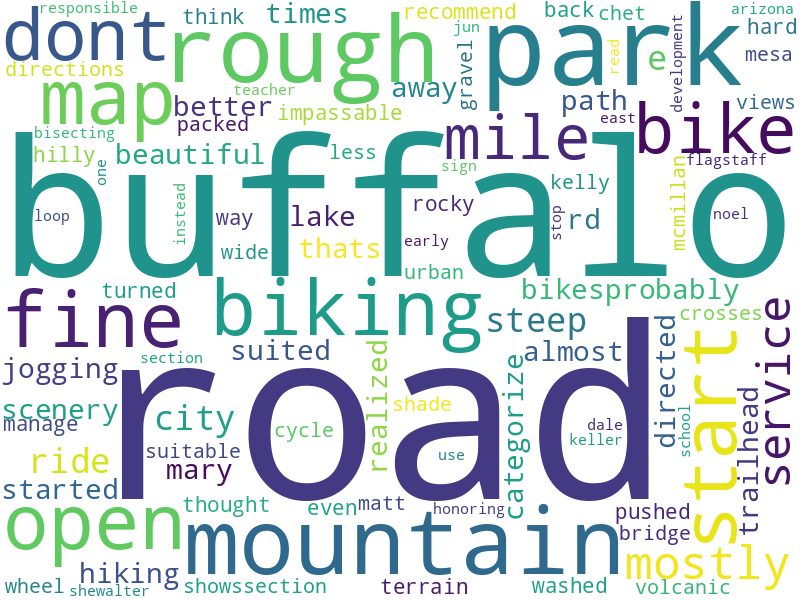 responsible
dont
think
times
recommend
back
chet
arizona
rough
park
jun
e
read
development
hard
mesa
directions
map
teacher
away
gravel
better
packed
impassable
path
east
views
bisecting
mile
bike
hilly
beautiful
less
sign
flagstaff
one
buffalo
kelly
mcmillan
instead
loop
way
lake
rocky
rd
stop
noel
wide
thats
early
urban
turned
biking
bikesprobably
crosses
fine
steep
service
jogging
section
suited
almost
directed
start
road
scenery
manage
city
realized
shade
categorize
dale
keller
school
trailhead
suitable
cycle
use
ride
mary
started
thought
even
matt
honoring
pushed
bridge
open
mountain
mostly
hiking
wheel
shewalter
showssection
terrain
washed
volcanic